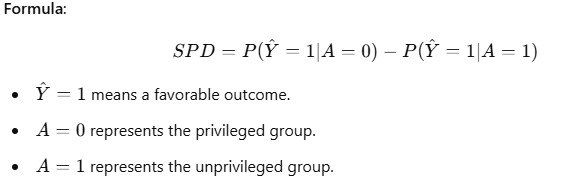 Formula:
SPD = P(Ŷ = 1|A = 0) − P(Ŷ = 1|A = 1)
• Ŷ = 1 means a favorable outcome.
• A = 0 represents the privileged group.
• A = 1 represents the unprivileged group.